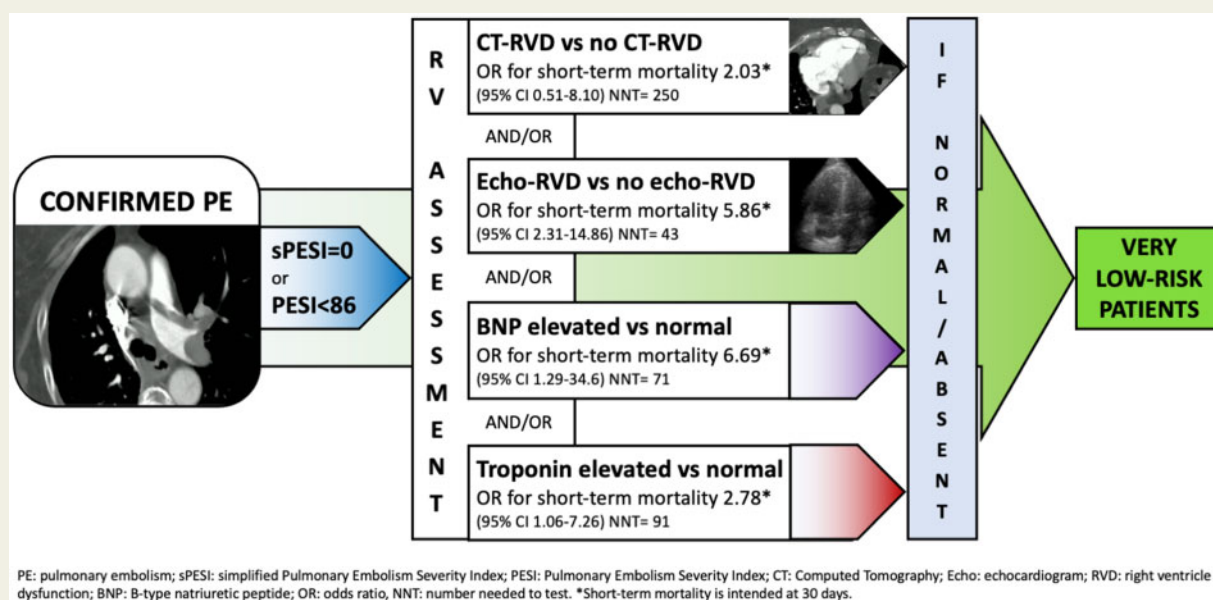 CONFIRMED PE
sPESI=0
or
PESI<86
RV ASSESSMENT
CT-RVD vs no CT-RVD
OR for short-term mortality 2.03*
(95% CI 0.51-8.10) NNT= 250
AND/OR
Echo-RVD vs no echo-RVD
OR for short-term mortality 5.86*
(95% CI 2.31-14.86) NNT= 43
AND/OR
BNP elevated vs normal
OR for short-term mortality 6.69*
(95% CI 1.29-34.6) NNT= 71
AND/OR
Troponin elevated vs normal
OR for short-term mortality 2.78*
(95% CI 1.06-7.26) NNT= 91
IF NORMAL/ABSENT
VERY
LOW-RISK
PATIENTS
PE: pulmonary embolism; sPESI: simplified Pulmonary Embolism Severity Index; PESI: Pulmonary Embolism Severity Index; CT: Computed Tomography; Echo: echocardiogram; RVD: right ventricle
dysfunction; BNP: B-type natriuretic peptide; OR: odds ratio, NNT: number needed to test. *Short-term mortality is intended at 30 days.